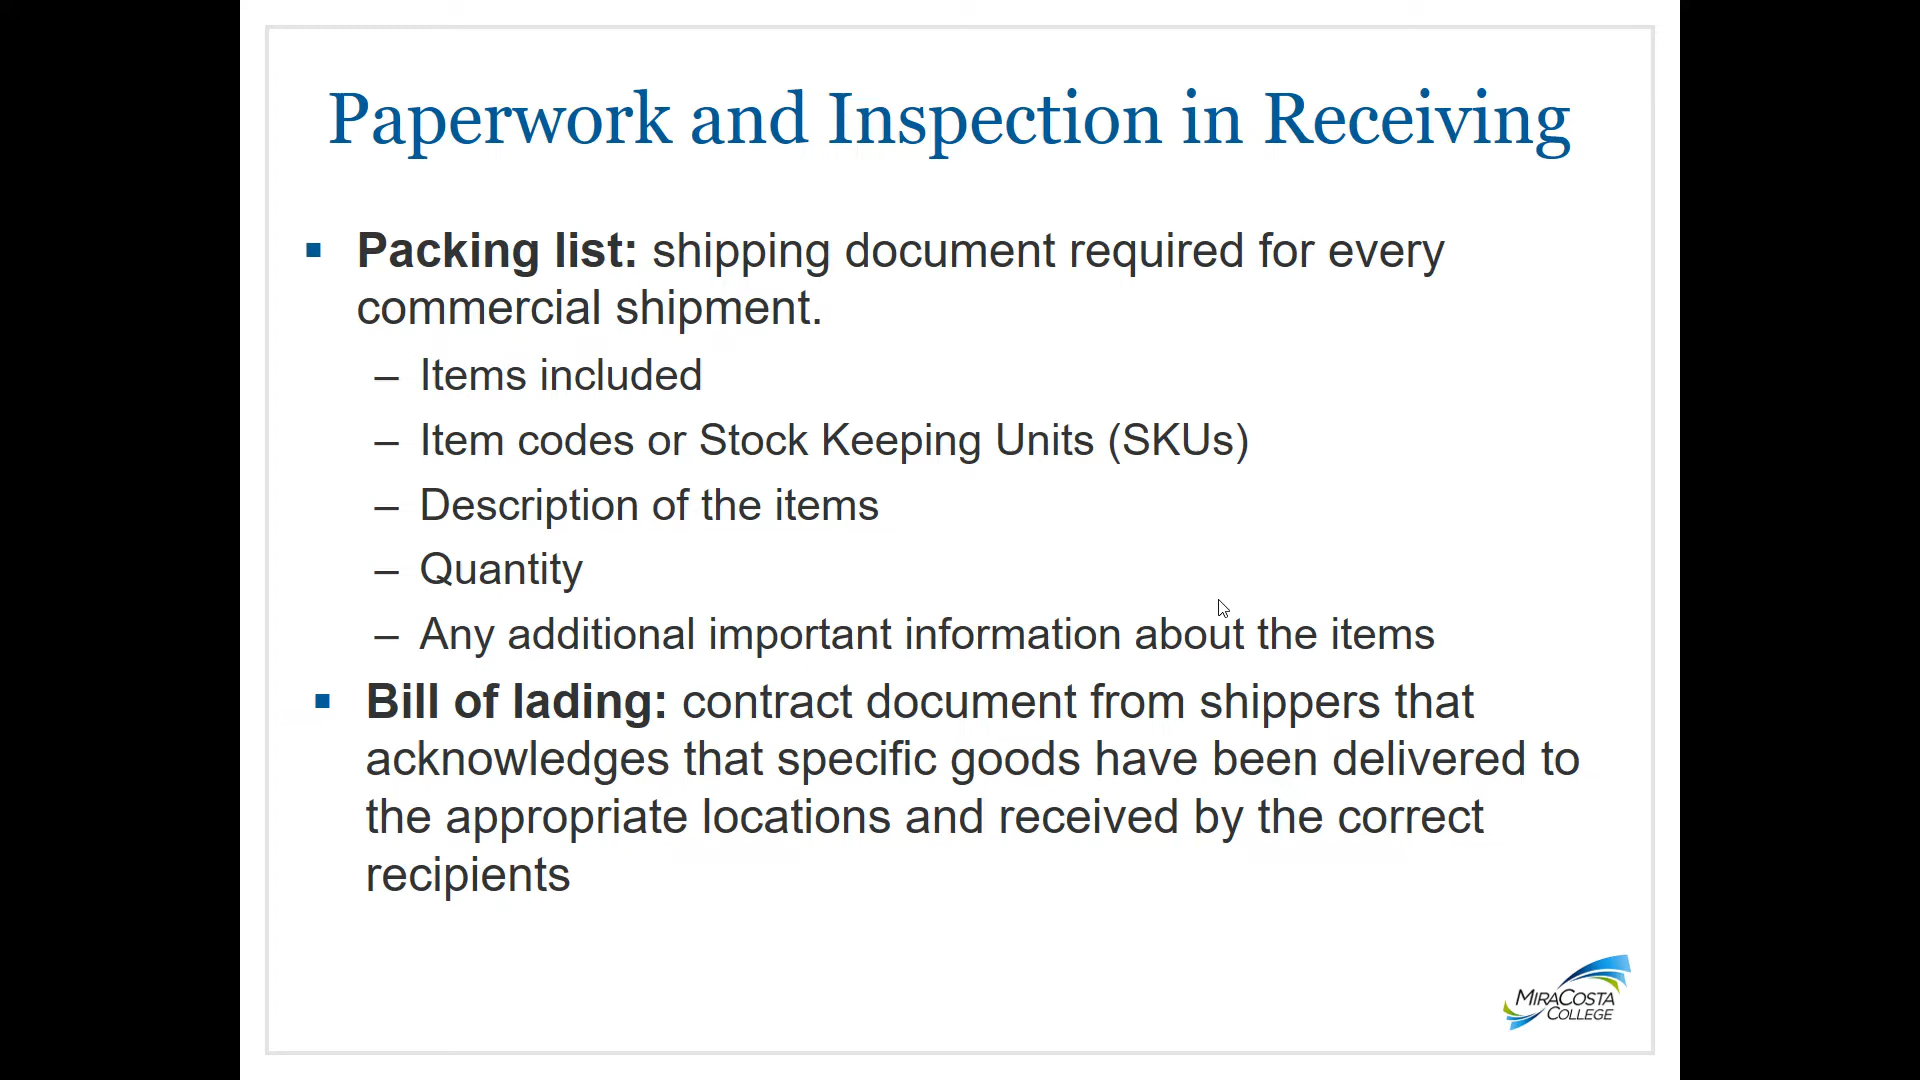 Paperwork and Inspection in Receiving
▪ Packing list: shipping document required for every
commercial shipment.
– Items included
– Item codes or Stock Keeping Units (SKUs)
– Description of the items
– Quantity
– Any additional important information about the items
▪ Bill of lading: contract document from shippers that
acknowledges that specific goods have been delivered to
the appropriate locations and received by the correct
recipients
MIRACOSTA
COLLEGE